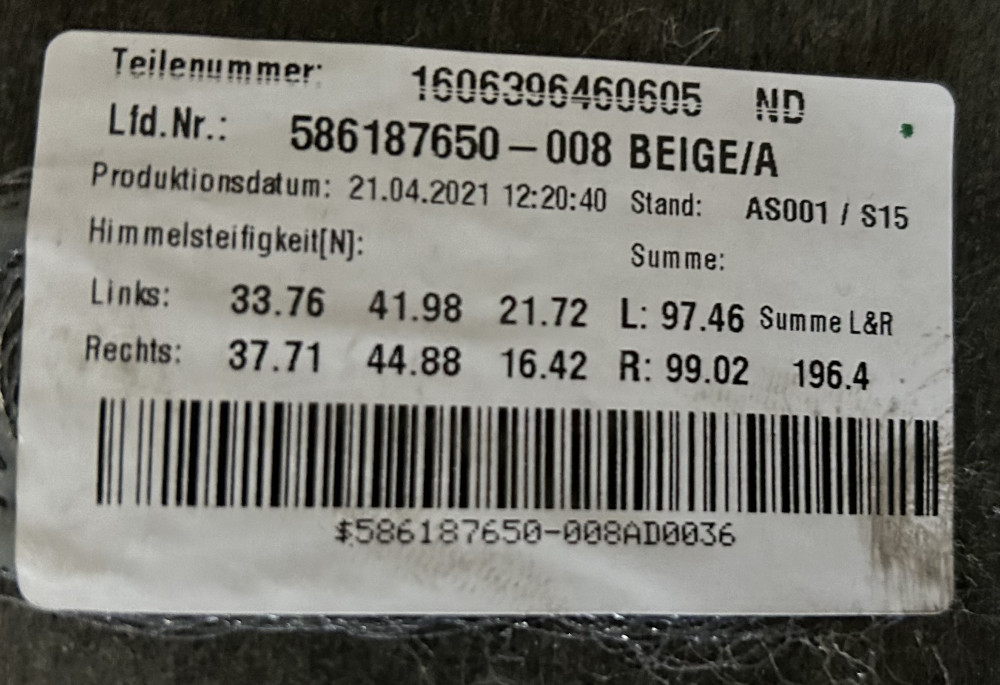 Teilenummer: 1606396460605 ND
Lfd.Nr.: 586187650-008 BEIGE/A
Produktionsdatum: 21.04.2021 12:20:40 Stand: AS001 / S15
Himmelsteifigkeit[N]: Summe:
Links: 33.76 41.98 21.72 L: 97.46 Summe L&R
Rechts: 37.71 44.88 16.42 R: 99.02 196.4
$586187650-008AD0036